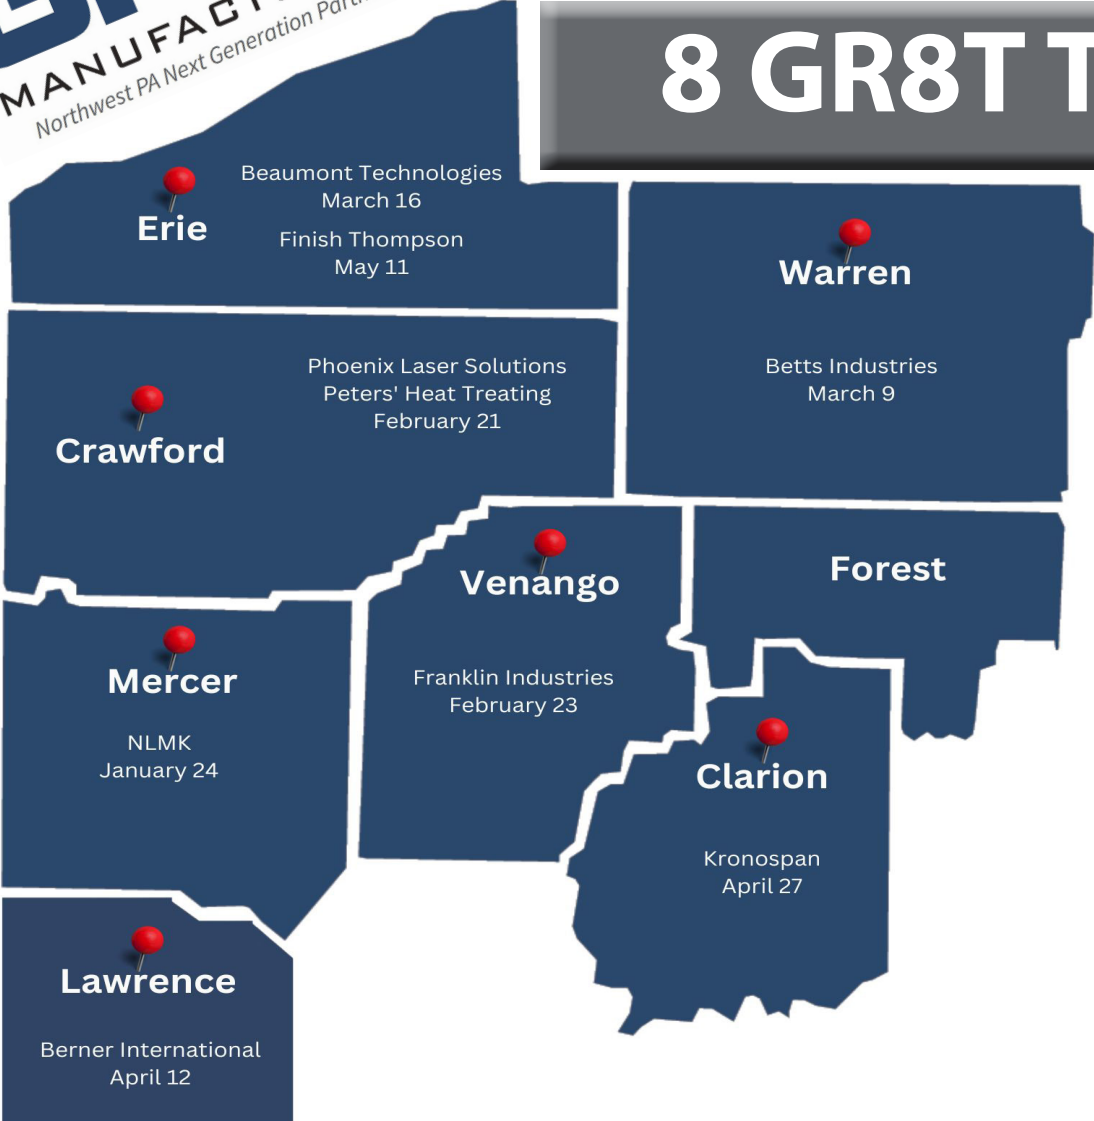 MANUFACT
Northwest PA Next Generation
8 GR8T T
Beaumont Technologies
March 16
Erie
Finish Thompson
May 11
Warren
Betts Industries
March 9
Phoenix Laser Solutions
Peters' Heat Treating
February 21
Crawford
Venango
Franklin Industries
February 23
Forest
Mercer
NLMK
January 24
Clarion
Kronospan
April 27
Lawrence
Berner International
April 12